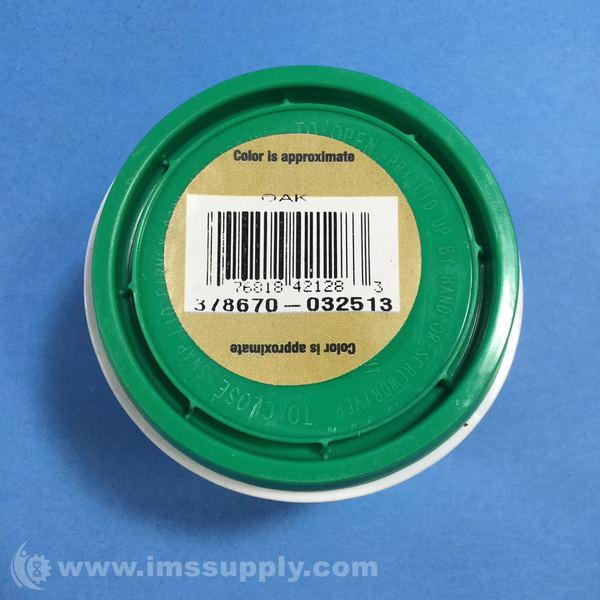 TO OPEN PRY LID UP BY HAND OR SCREWDRIVER
Color is approximate
OAK
76818 42128 3
378670-032513
Color is approximate
TO CLOSE SNAP LID FIRMLY
www.imssupply.com